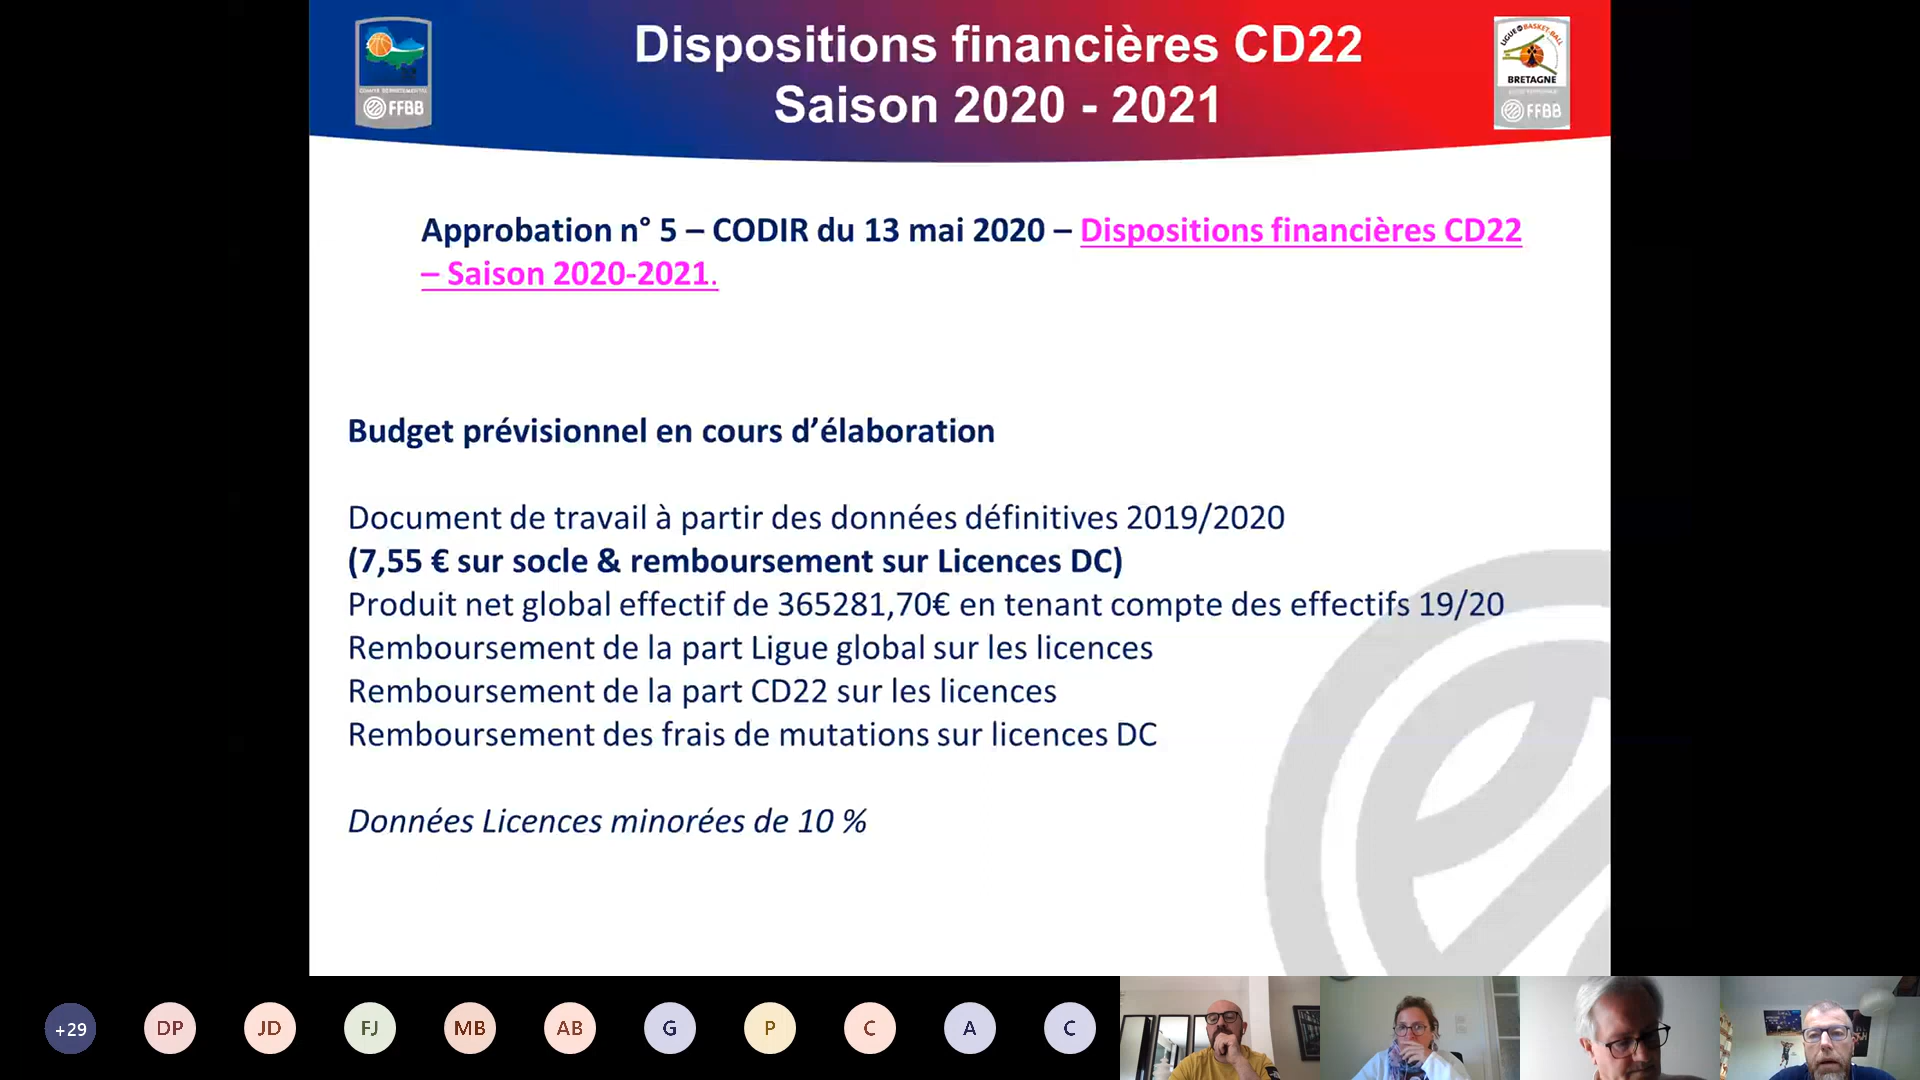 Dispositions financières CD22
Saison 2020 - 2021
COMITÉ DÉPARTEMENTAL
FFBB
BASKET BALL
BRETAGNE
FFBB
Approbation n° 5 – CODIR du 13 mai 2020 – Dispositions financières CD22
– Saison 2020-2021.
Budget prévisionnel en cours d’élaboration
Document de travail à partir des données définitives 2019/2020
(7,55 € sur socle & remboursement sur Licences DC)
Produit net global effectif de 365281,70€ en tenant compte des effectifs 19/20
Remboursement de la part Ligue global sur les licences
Remboursement de la part CD22 sur les licences
Remboursement des frais de mutations sur licences DC
Données Licences minorées de 10 %
+29 DP JD FJ MB AB G P C A C